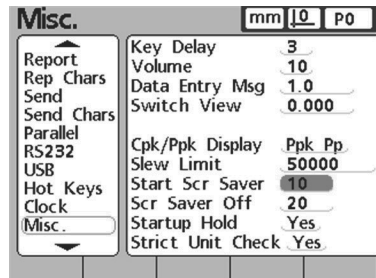 Misc.
mm 0 P0
Report
Rep Chars
Send
Send Chars
Parallel
RS232
USB
Hot Keys
Clock
Misc.
Key Delay 3
Volume 10
Data Entry Msg 1.0
Switch View 0.000
Cpk/Ppk Display Ppk Pp
Slew Limit 50000
Start Scr Saver 10
Scr Saver Off 20
Startup Hold Yes
Strict Unit Check Yes